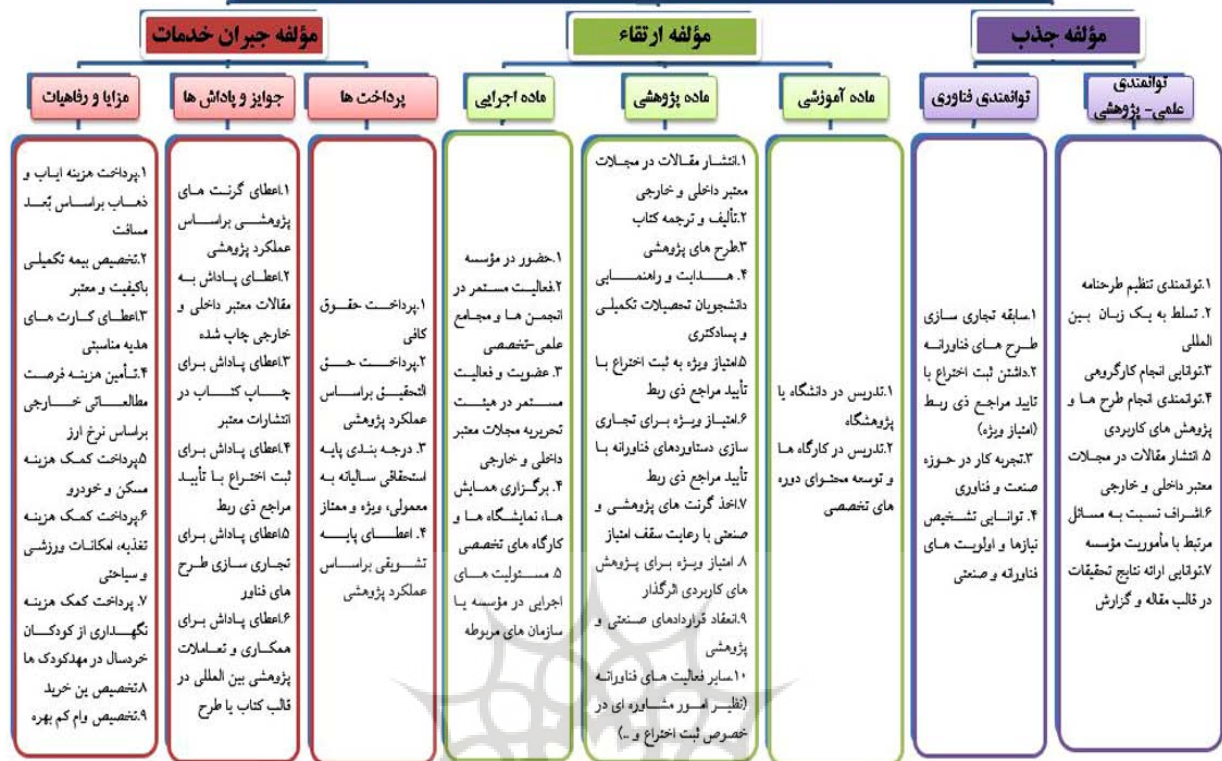 مؤلفه جذب
توانمندی
علمی- پژوهشی
۱.توانمندی تنظیم طرحنامه
۲. تسلط به یک زبان بین
المللی
۳.توانایی انجام کارگروهی
۴.توانمندی انجام طرح ها و
پژوهش های کاربردی
۵. انتشار مقالات در مجلات
معتبر داخلی و خارجی
۶.اشراف نسبت به مسائل
مرتبط با مأموریت مؤسسه
۷.توانایی ارائه نتایج تحقیقات
در قالب مقاله و گزارش
توانمندی فناوری
۱.سابقه تجاری سازی
طرح های فناورانه
۲.داشتن ثبت اختراع با
تایید مراجع ذی ربط
(امتیاز ویژه)
۳.تجربه کار در حوزه
صنعت و فناوری
۴. توانایی تشخیص
نیازها و اولویت های
فناورانه و صنعتی
مؤلفه ارتقاء
ماده آموزشی
۱.تدریس در دانشگاه یا
پژوهشگاه
۲.تدریس در کارگاه ها
و توسعه محتوای دوره
های تخصصی
ماده پژوهشی
۱.انتشار مقالات در مجلات
معتبر داخلی و خارجی
۲.تألیف و ترجمه کتاب
۳.طرح های پژوهشی
۴. هدایت و راهنمایی
دانشجویان تحصیلات تکمیلی
و پسادکتری
۵.امتیاز ویژه به ثبت اختراع با
تأیید مراجع ذی ربط
۶.امتیاز ویژه برای تجاری
سازی دستاوردهای فناورانه با
تأیید مراجع ذی ربط
۷.اخذ گرنت های پژوهشی و
صنعتی با رعایت سقف امتیاز
۸. امتیاز ویژه برای پژوهش
های کاربردی اثرگذار
۹.انعقاد قراردادهای صنعتی و
پژوهشی
۱۰.سایر فعالیت های فناورانه
(نظیر امور مشاوره ای در
خصوص ثبت اختراع و ..)
ماده اجرایی
۱.حضور در مؤسسه
۲.فعالیت مستمر در
انجمن ها و مجامع
علمی-تخصصی
۳. عضویت و فعالیت
مستمر در هیئت
تحریریه مجلات معتبر
داخلی و خارجی
۴. برگزاری همایش
ها، نمایشگاه ها و
کارگاه های تخصصی
۵. مسئولیت های
اجرایی در مؤسسه یا
سازمان های مربوطه
مؤلفه جبران خدمات
پرداخت ها
۱.پرداخت حقوق
کافی
۲.پرداخت حق
التحقیق براساس
عملکرد پژوهشی
۳. درجه بندی پایه
استحقاقی سالیانه به
معمولی، ویژه و ممتاز
۴. اعطای پایه
تشویقی براساس
عملکرد پژوهشی
جوایز و پاداش ها
۱.اعطای گرنت های
پژوهشی براساس
عملکرد پژوهشی
۲.اعطای پاداش به
مقالات معتبر داخلی و
خارجی چاپ شده
۳.اعطای پاداش برای
چاپ کتاب در
انتشارات معتبر
۴.اعطای پاداش برای
ثبت اختراع با تأیید
مراجع ذی ربط
۵.اعطای پاداش برای
تجاری سازی طرح
های فناور
۶.اعطای پاداش برای
همکاری و تعاملات
پژوهشی بین المللی در
قالب کتاب یا طرح
مزایا و رفاهیات
۱.پرداخت هزینه ایاب و
ذهاب براساس بُعد
مسافت
۲.تخصیص بیمه تکمیلی
باکیفیت و معتبر
۳.اعطای کارت های
هدیه مناسبتی
۴.تأمین هزینه فرصت
مطالعاتی خارجی
براساس نرخ ارز
۵.پرداخت کمک هزینه
مسکن و خودرو
۶.پرداخت کمک هزینه
تغذیه، امکانات ورزشی
و سیاحتی
۷. پرداخت کمک هزینه
نگهداری از کودکان
خردسال در مهدکودک ها
۸.تخصیص بن خرید
۹.تخصیص وام کم بهره